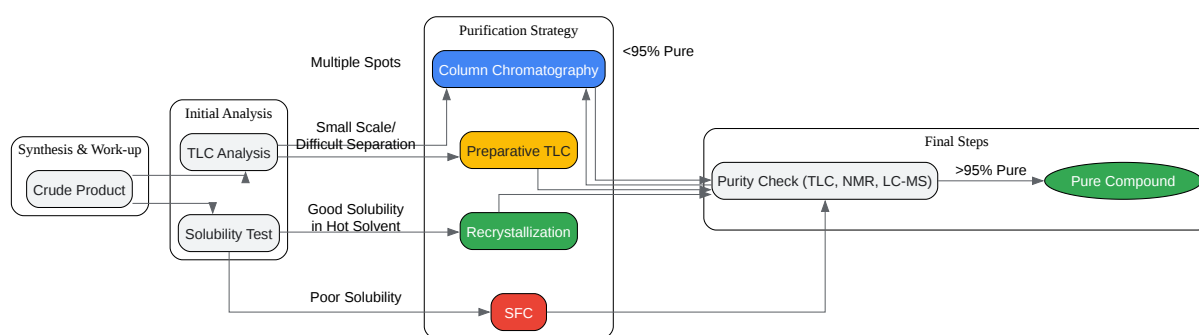 Synthesis & Work-up
Crude Product
Initial Analysis
TLC Analysis
Solubility Test
Multiple Spots
Small Scale/
Difficult Separation
Good Solubility
in Hot Solvent
Poor Solubility
Purification Strategy
Column Chromatography
Preparative TLC
Recrystallization
SFC
<95% Pure
Final Steps
Purity Check (TLC, NMR, LC-MS)
>95% Pure
Pure Compound